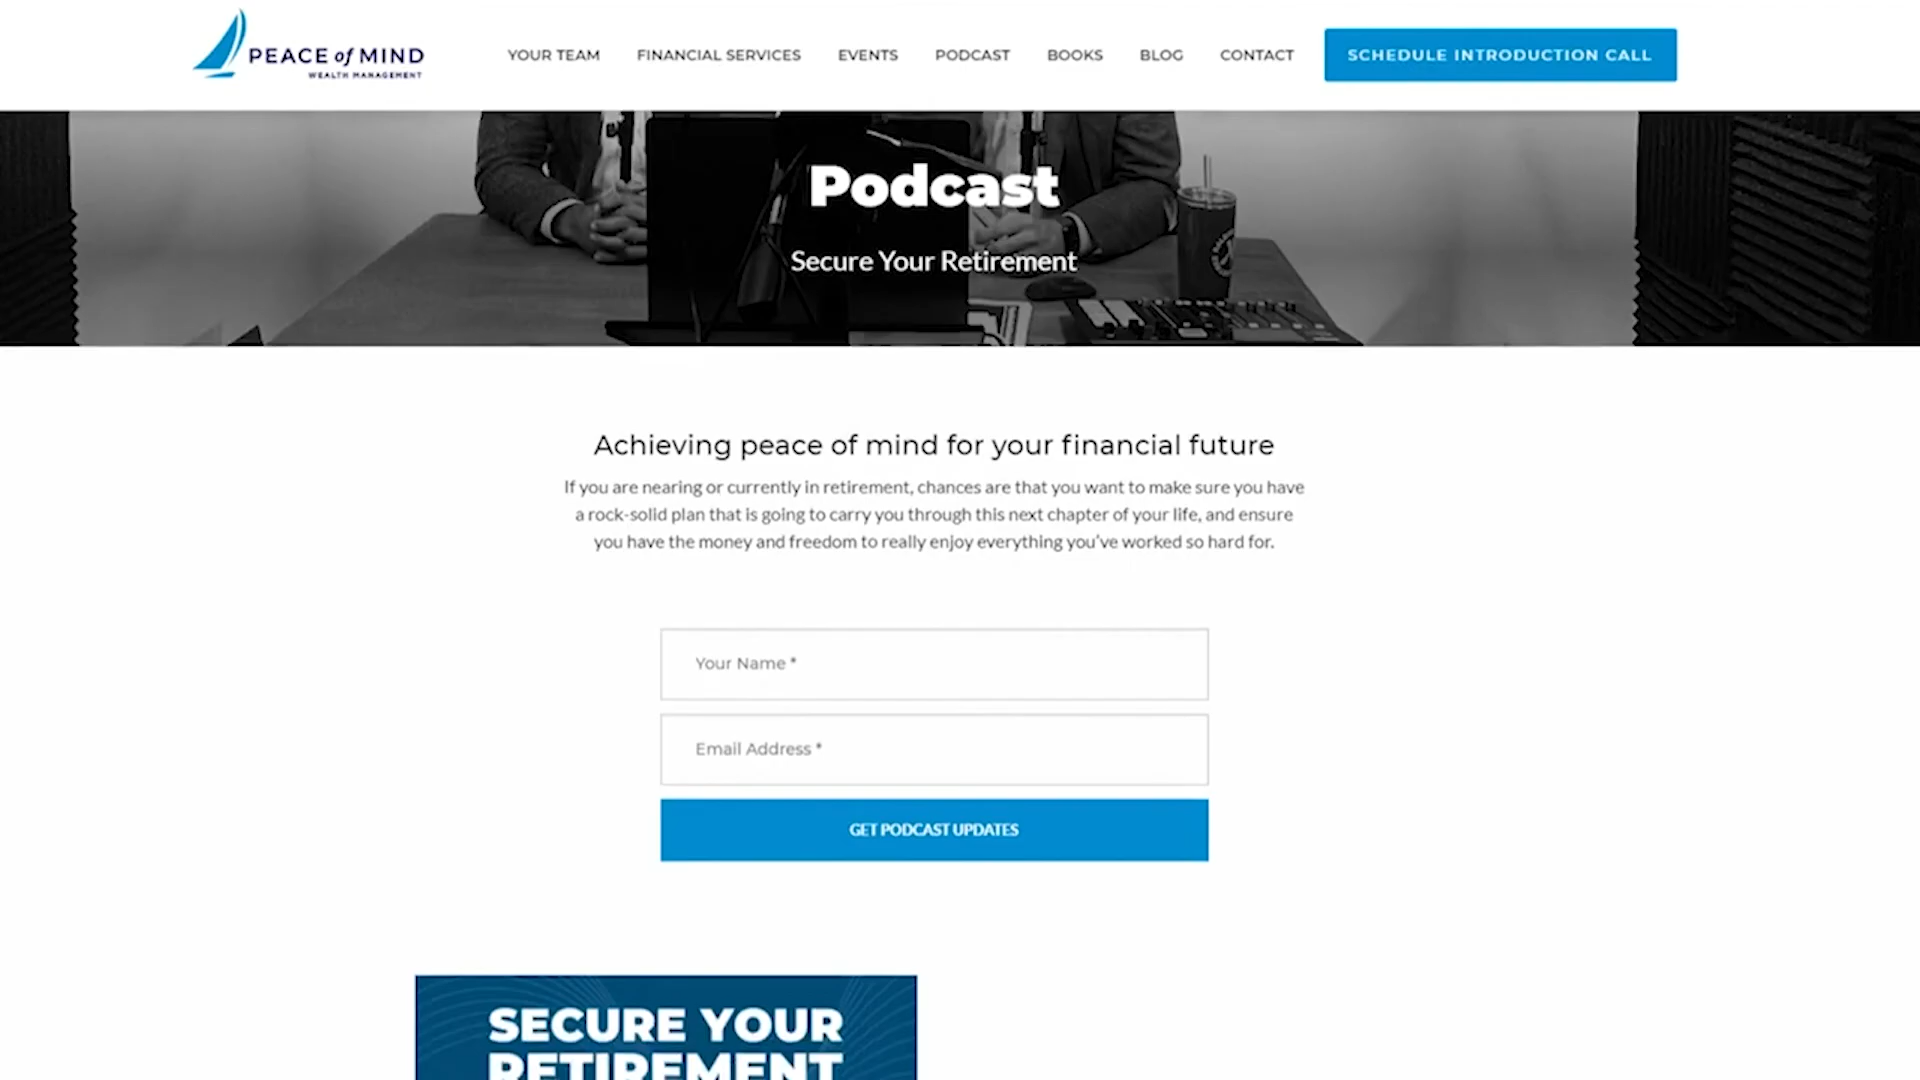 PEACE of MIND
WEALTH MANAGEMENT
YOUR TEAM
FINANCIAL SERVICES
EVENTS
PODCAST
BOOKS
BLOG
CONTACT
SCHEDULE INTRODUCTION CALL
Podcast
Secure Your Retirement
Achieving peace of mind for your financial future
If you are nearing or currently in retirement, chances are that you want to make sure you have
a rock-solid plan that is going to carry you through this next chapter of your life, and ensure
you have the money and freedom to really enjoy everything you've worked so hard for.
Your Name *
Email Address *
GET PODCAST UPDATES
SECURE YOUR
RETIREMENT